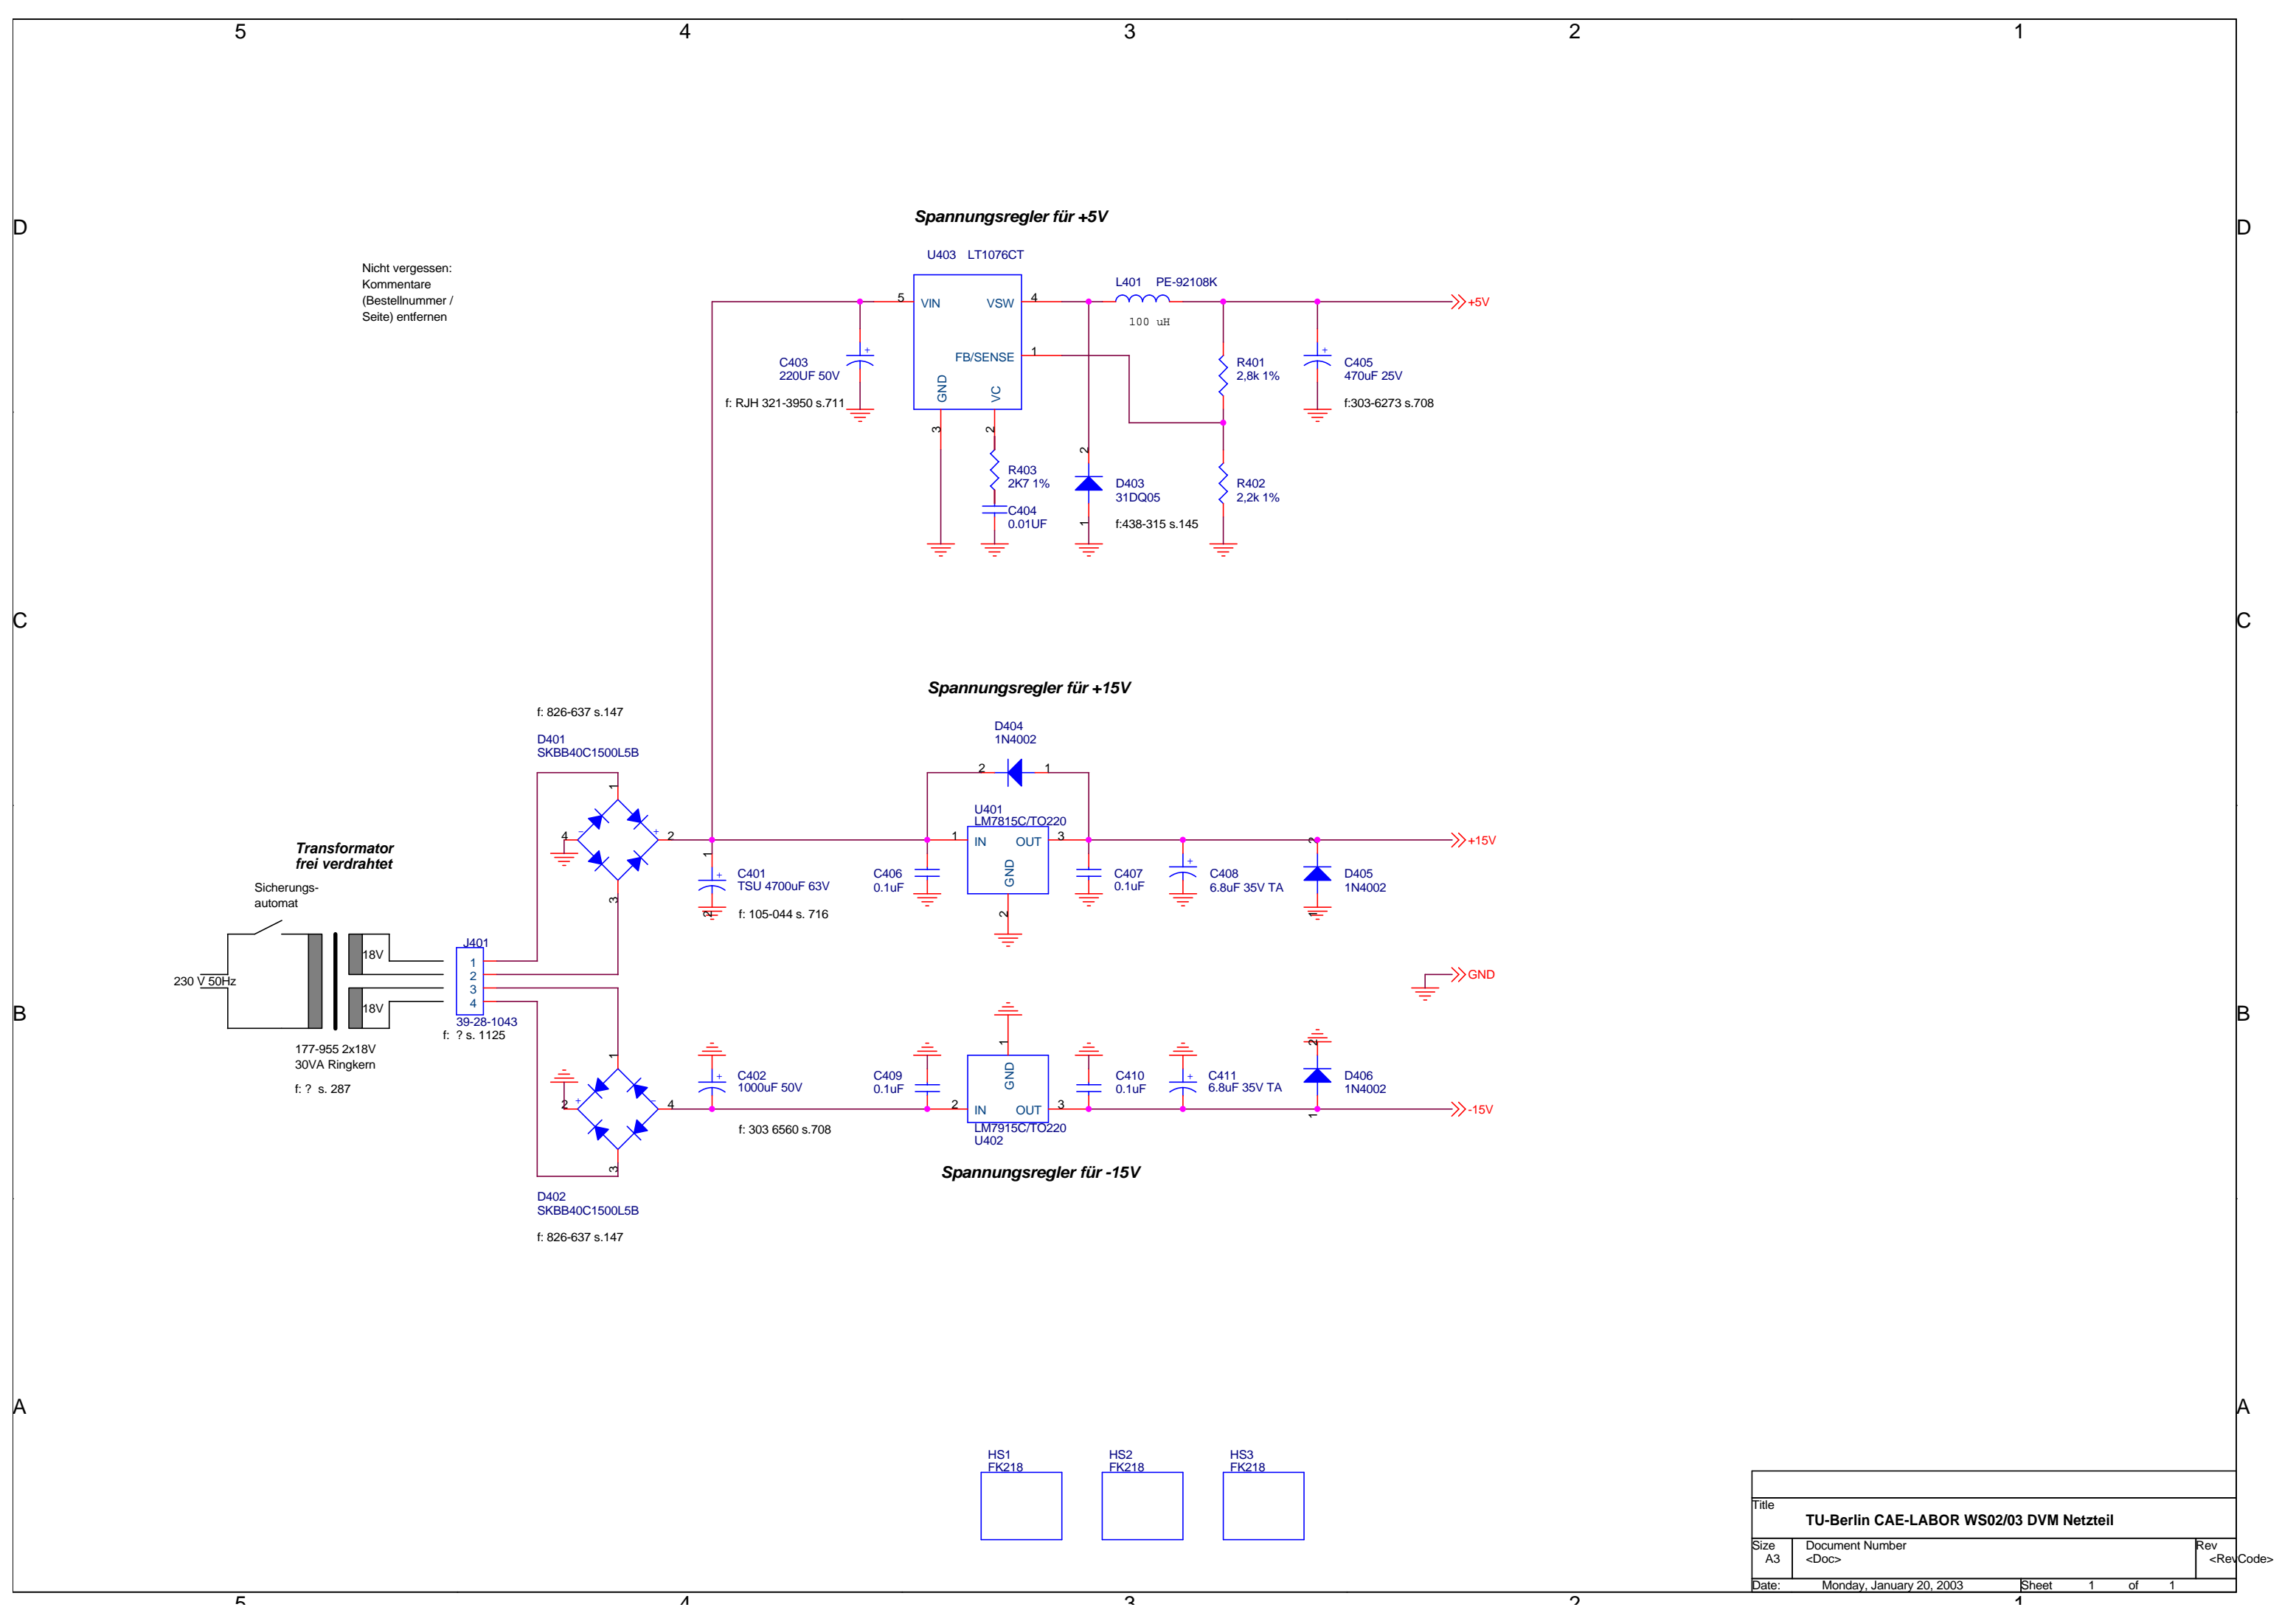 5 4 3 2 1
D D
C C
B B
A A
Nicht vergessen:
Kommentare
(Bestellnummer /
Seite) entfernen
Spannungsregler für +5V
U403 LT1076CT
5 VIN
VSW 4
FB/SENSE 1
GND
VC
3
2
L401 PE-92108K
100 uH
+5V
C403
220UF 50V
+
f: RJH 321-3950 s.711
R401
2,8k 1%
C405
470uF 25V
+
f:303-6273 s.708
R403
2K7 1%
C404
0.01UF
2
D403
31DQ05
1
f:438-315 s.145
R402
2,2k 1%
Spannungsregler für +15V
f: 826-637 s.147
D401
SKBB40C1500L5B
1
4 - + 2
3
D404
1N4002
2 1
U401
LM7815C/TO220
1 IN OUT 3
GND
2
+15V
1
C401
TSU 4700uF 63V
+
2
f: 105-044 s. 716
C406
0.1uF
C407
0.1uF
C408
6.8uF 35V TA
+
2
D405
1N4002
1
Transformator
frei verdrahtet
Sicherungs-
automat
230 V 50Hz
18V
18V
177-955 2x18V
30VA Ringkern
f: ? s. 287
J401
1
2
3
4
39-28-1043
f: ? s. 1125
GND
1
2 + - 4
3
C402
1000uF 50V
+
f: 303 6560 s.708
C409
0.1uF
1
GND
2 IN OUT 3
LM7915C/TO220
U402
C410
0.1uF
C411
6.8uF 35V TA
+
2
D406
1N4002
1
-15V
Spannungsregler für -15V
D402
SKBB40C1500L5B
f: 826-637 s.147
HS1
FK218
HS2
FK218
HS3
FK218
Title
TU-Berlin CAE-LABOR WS02/03 DVM Netzteil
Size Document Number Rev
A3 <Doc> <RevCode>
Date: Monday, January 20, 2003 Sheet 1 of 1
5 4 3 2 1